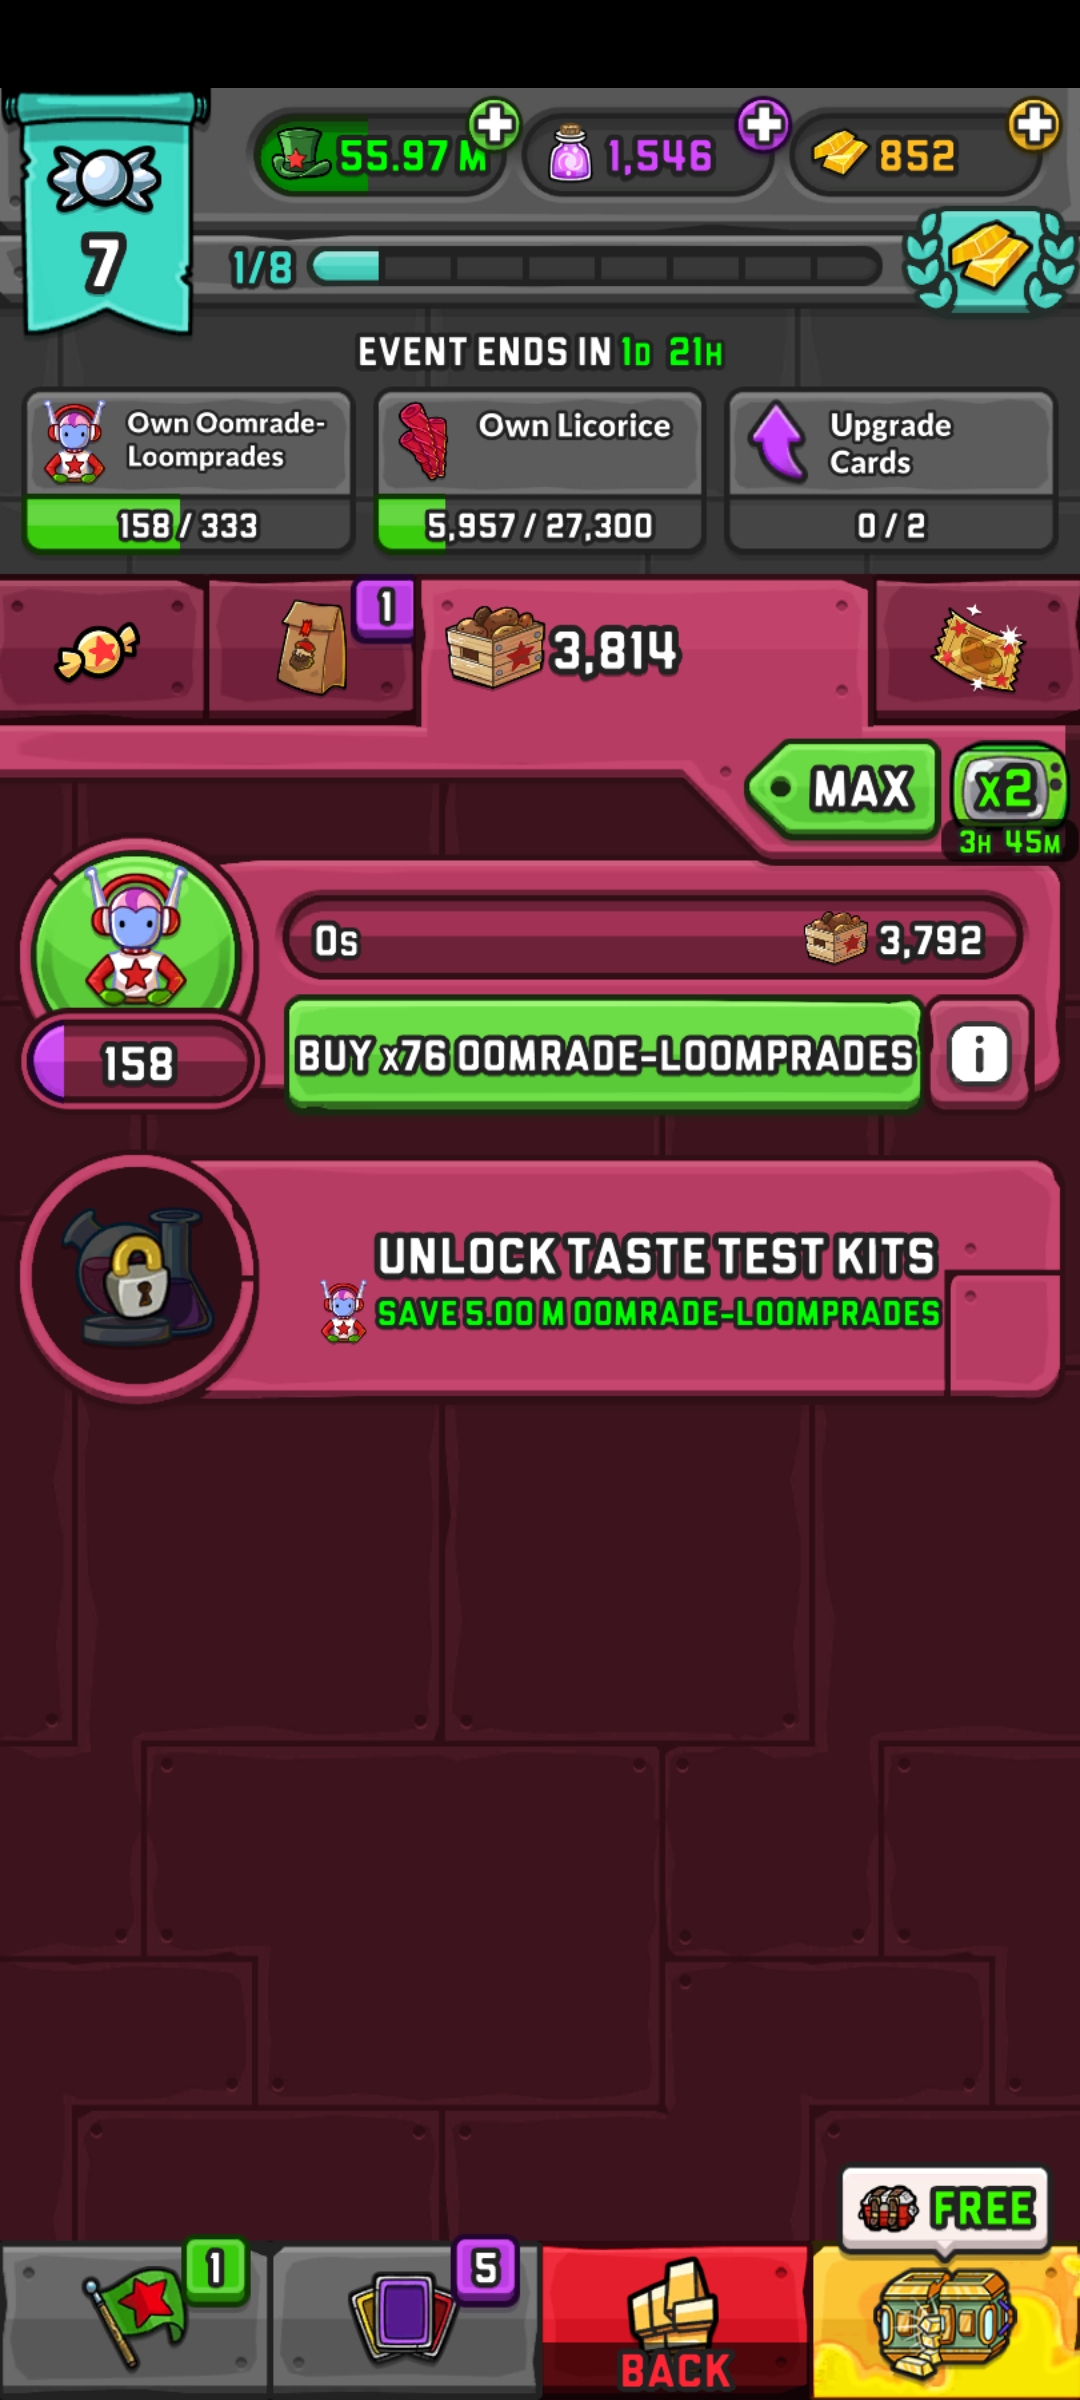 55.97 M
1,546
852
7
1/8
EVENT ENDS IN 1D 21H
Own Oomrade-
Loomprades
158 / 333
Own Licorice
5,957 / 27,300
Upgrade
Cards
0 / 2
1
3,814
MAX
x2
3H 45M
0s
3,792
158
BUY x76 OOMRADE-LOOMPRADES
i
UNLOCK TASTE TEST KITS
SAVE 5.00 M OOMRADE-LOOMPRADES
FREE
1
5
BACK